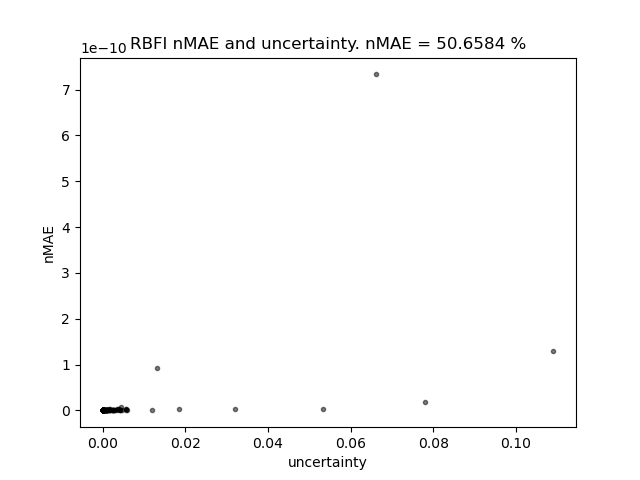 RBFI nMAE and uncertainty. nMAE = 50.6584 %
1e−10
7
6
5
4
3
2
1
0
nMAE
0.00 0.02 0.04 0.06 0.08 0.10
uncertainty